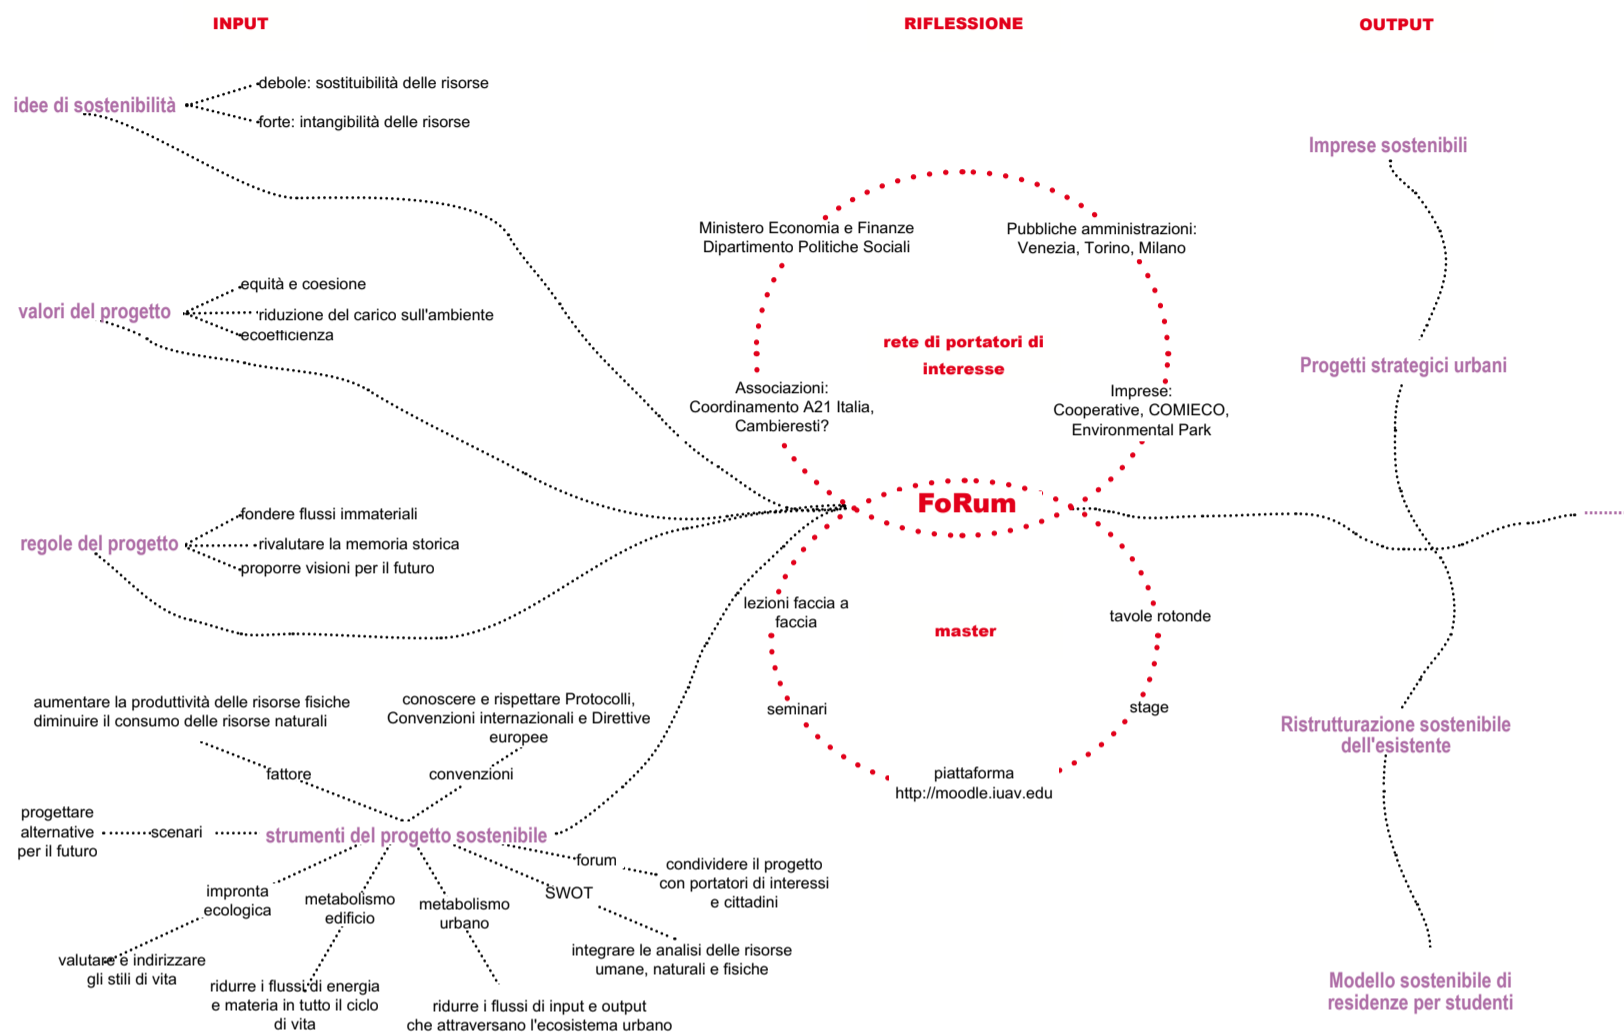 INPUT
RIFLESSIONE
OUTPUT
idee di sostenibilità
debole: sostituibilità delle risorse
forte: intangibilità delle risorse
valori del progetto
equità e coesione
riduzione del carico sull'ambiente
ecoefficienza
regole del progetto
fondere flussi immateriali
rivalutare la memoria storica
proporre visioni per il futuro
aumentare la produttività delle risorse fisiche
diminuire il consumo delle risorse naturali
fattore
conoscere e rispettare Protocolli,
Convenzioni internazionali e Direttive
europee
convenzioni
progettare
alternative
per il futuro
scenari
strumenti del progetto sostenibile
impronta
ecologica
valutare e indirizzare
gli stili di vita
metabolismo
edificio
ridurre i flussi di energia
e materia in tutto il ciclo
di vita
metabolismo
urbano
ridurre i flussi di input e output
che attraversano l'ecosistema urbano
SWOT
integrare le analisi delle risorse
umane, naturali e fisiche
forum
condividere il progetto
con portatori di interessi
e cittadini
Ministero Economia e Finanze
Dipartimento Politiche Sociali
Pubbliche amministrazioni:
Venezia, Torino, Milano
rete di portatori di
interesse
Associazioni:
Coordinamento A21 Italia,
Cambieresti?
Imprese:
Cooperative, COMIECO,
Environmental Park
FoRum
lezioni faccia a
faccia
master
tavole rotonde
seminari
stage
piattaforma
http://moodle.iuav.edu
Imprese sostenibili
Progetti strategici urbani
Ristrutturazione sostenibile
dell'esistente
Modello sostenibile di
residenze per studenti